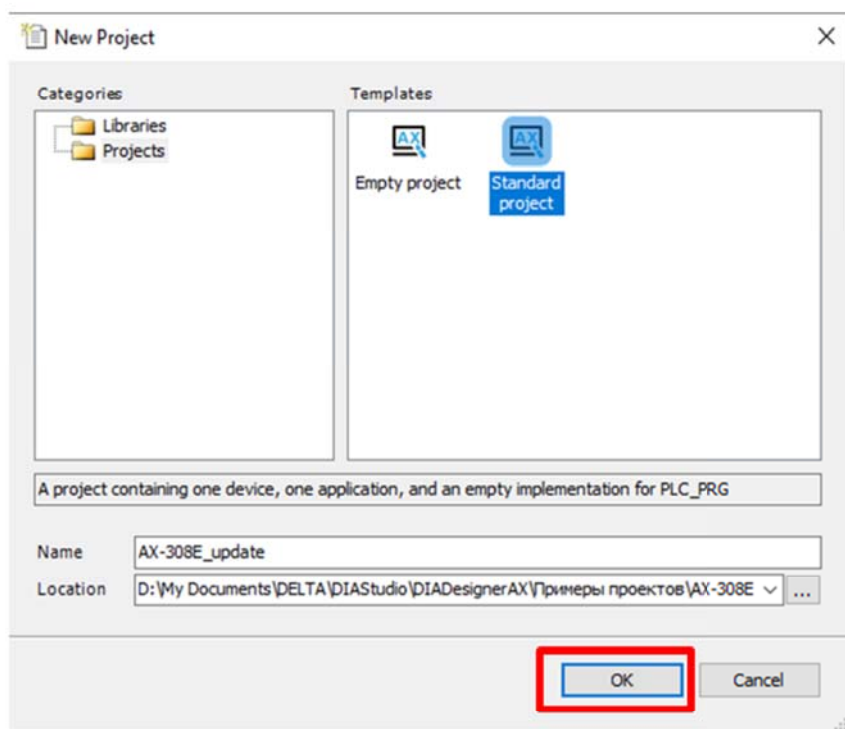 New Project
Categories
Templates
Libraries
Projects
AX
AX
Empty project
Standard
project
A project containing one device, one application, and an empty implementation for PLC_PRG
Name
AX-308E_update
Location
D:\My Documents\DELTA\DIAStudio\DIADesignerAX\Примеры проектов\AX-308E
...
OK
Cancel